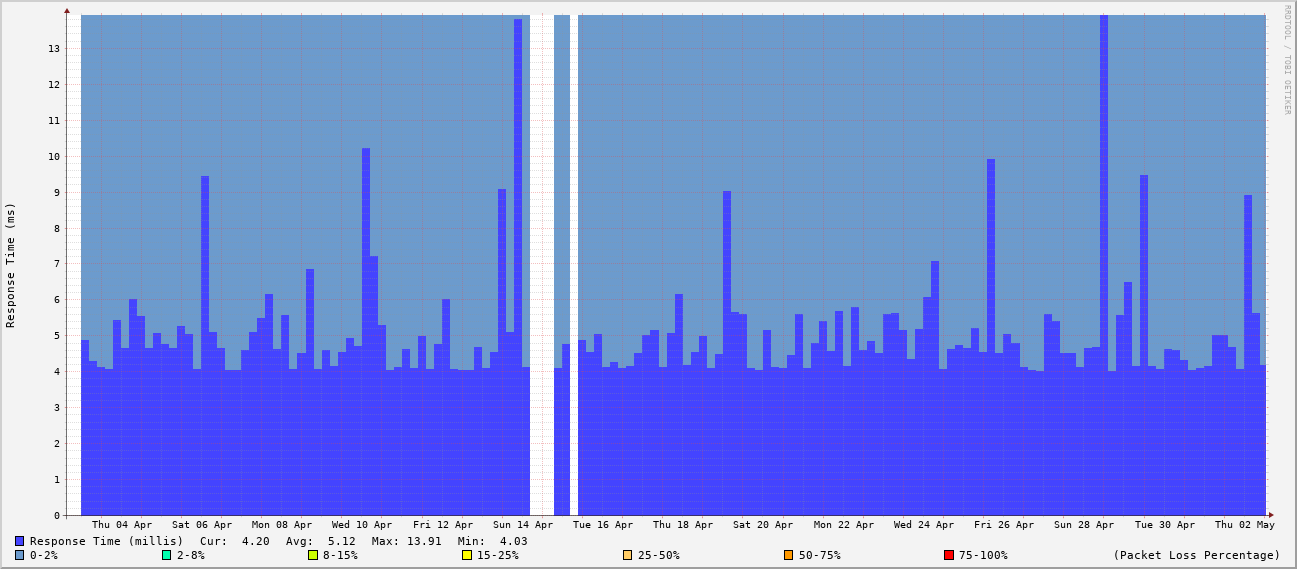 RRDTOOL / TOBI OETIKER
Response Time (ms)
13
12
11
10
9
8
7
6
5
4
3
2
1
0
Thu 04 Apr Sat 06 Apr Mon 08 Apr Wed 10 Apr Fri 12 Apr Sun 14 Apr Tue 16 Apr Thu 18 Apr Sat 20 Apr Mon 22 Apr Wed 24 Apr Fri 26 Apr Sun 28 Apr Tue 30 Apr Thu 02 May
Response Time (millis) Cur: 4.20 Avg: 5.12 Max: 13.91 Min: 4.03
0-2% 2-8% 8-15% 15-25% 25-50% 50-75% 75-100% (Packet Loss Percentage)